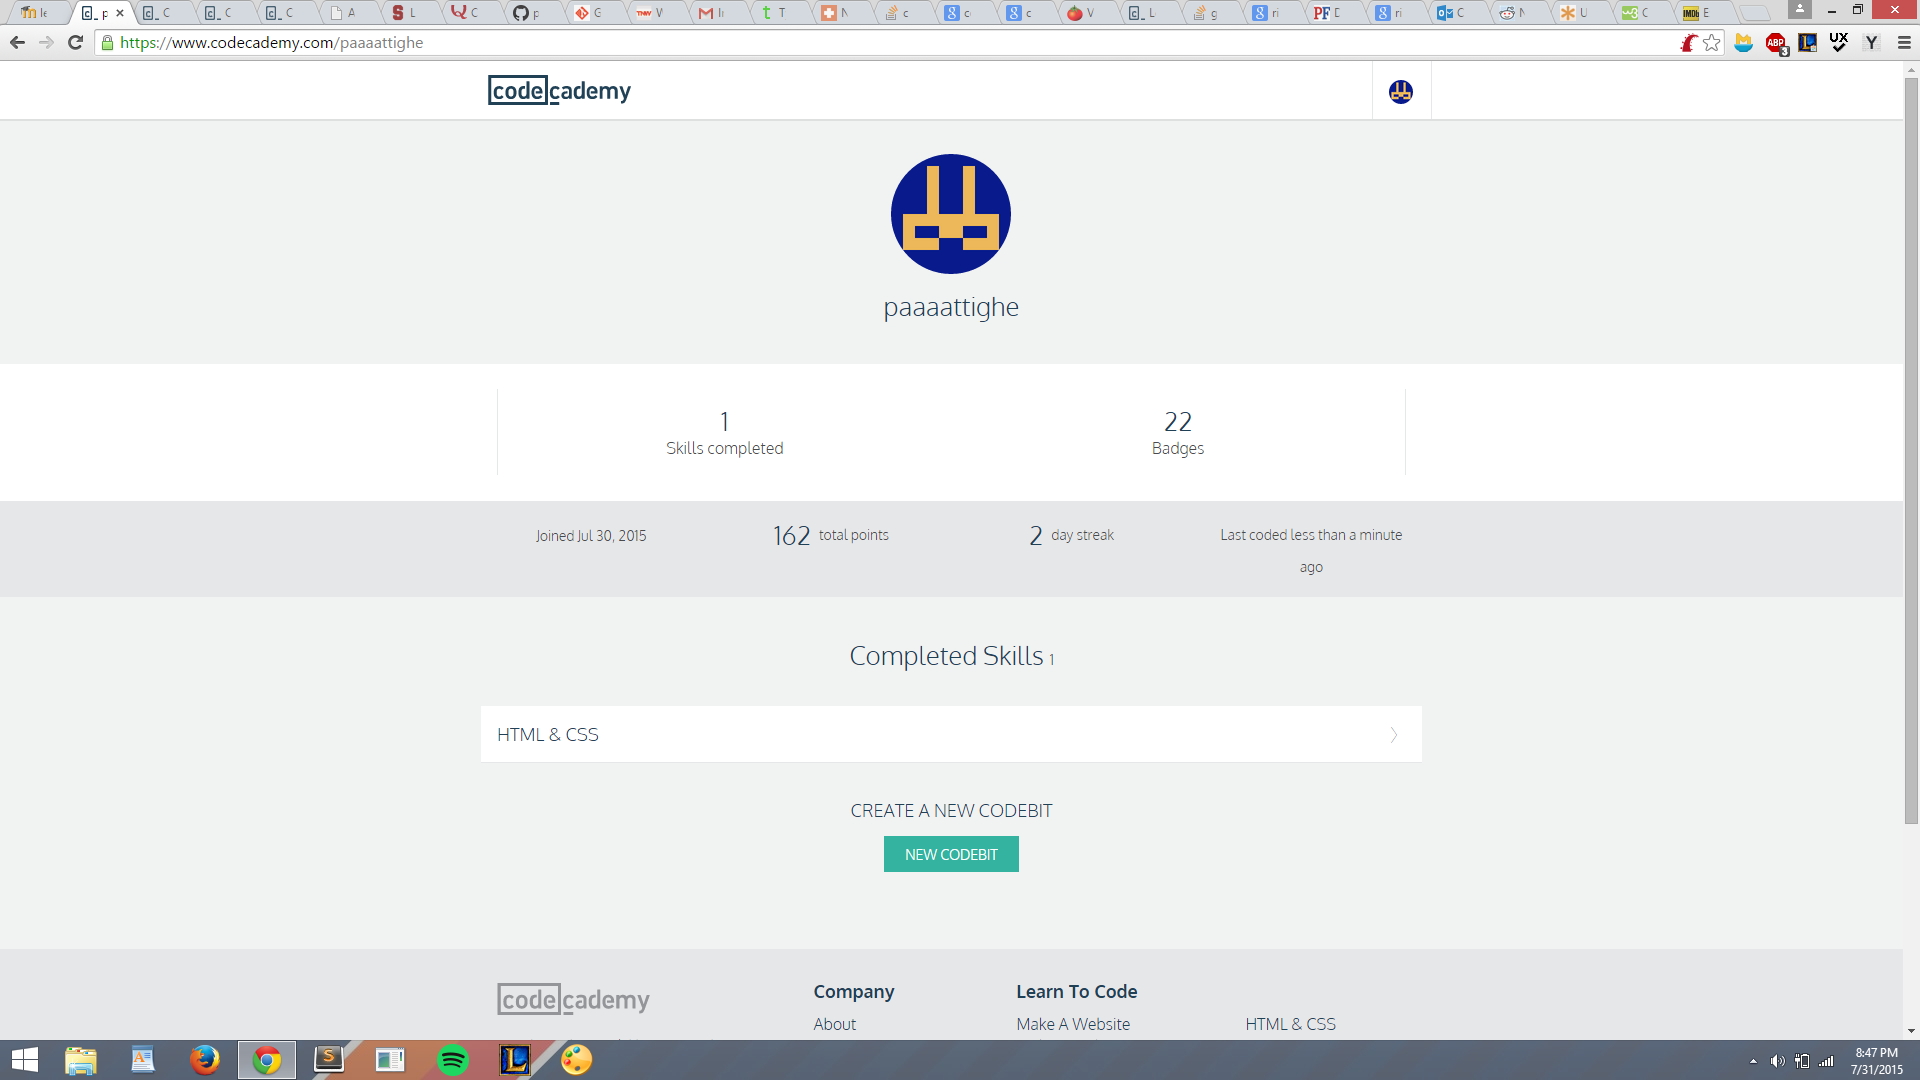 https://www.codecademy.com/paaaattighe
codecademy
paaaattighe
1
Skills completed
22
Badges
Joined Jul 30, 2015
162 total points
2 day streak
Last coded less than a minute
ago
Completed Skills 1
HTML & CSS
CREATE A NEW CODEBIT
NEW CODEBIT
codecademy
Company
Learn To Code
About
Make A Website
HTML & CSS
8:47 PM
7/31/2015